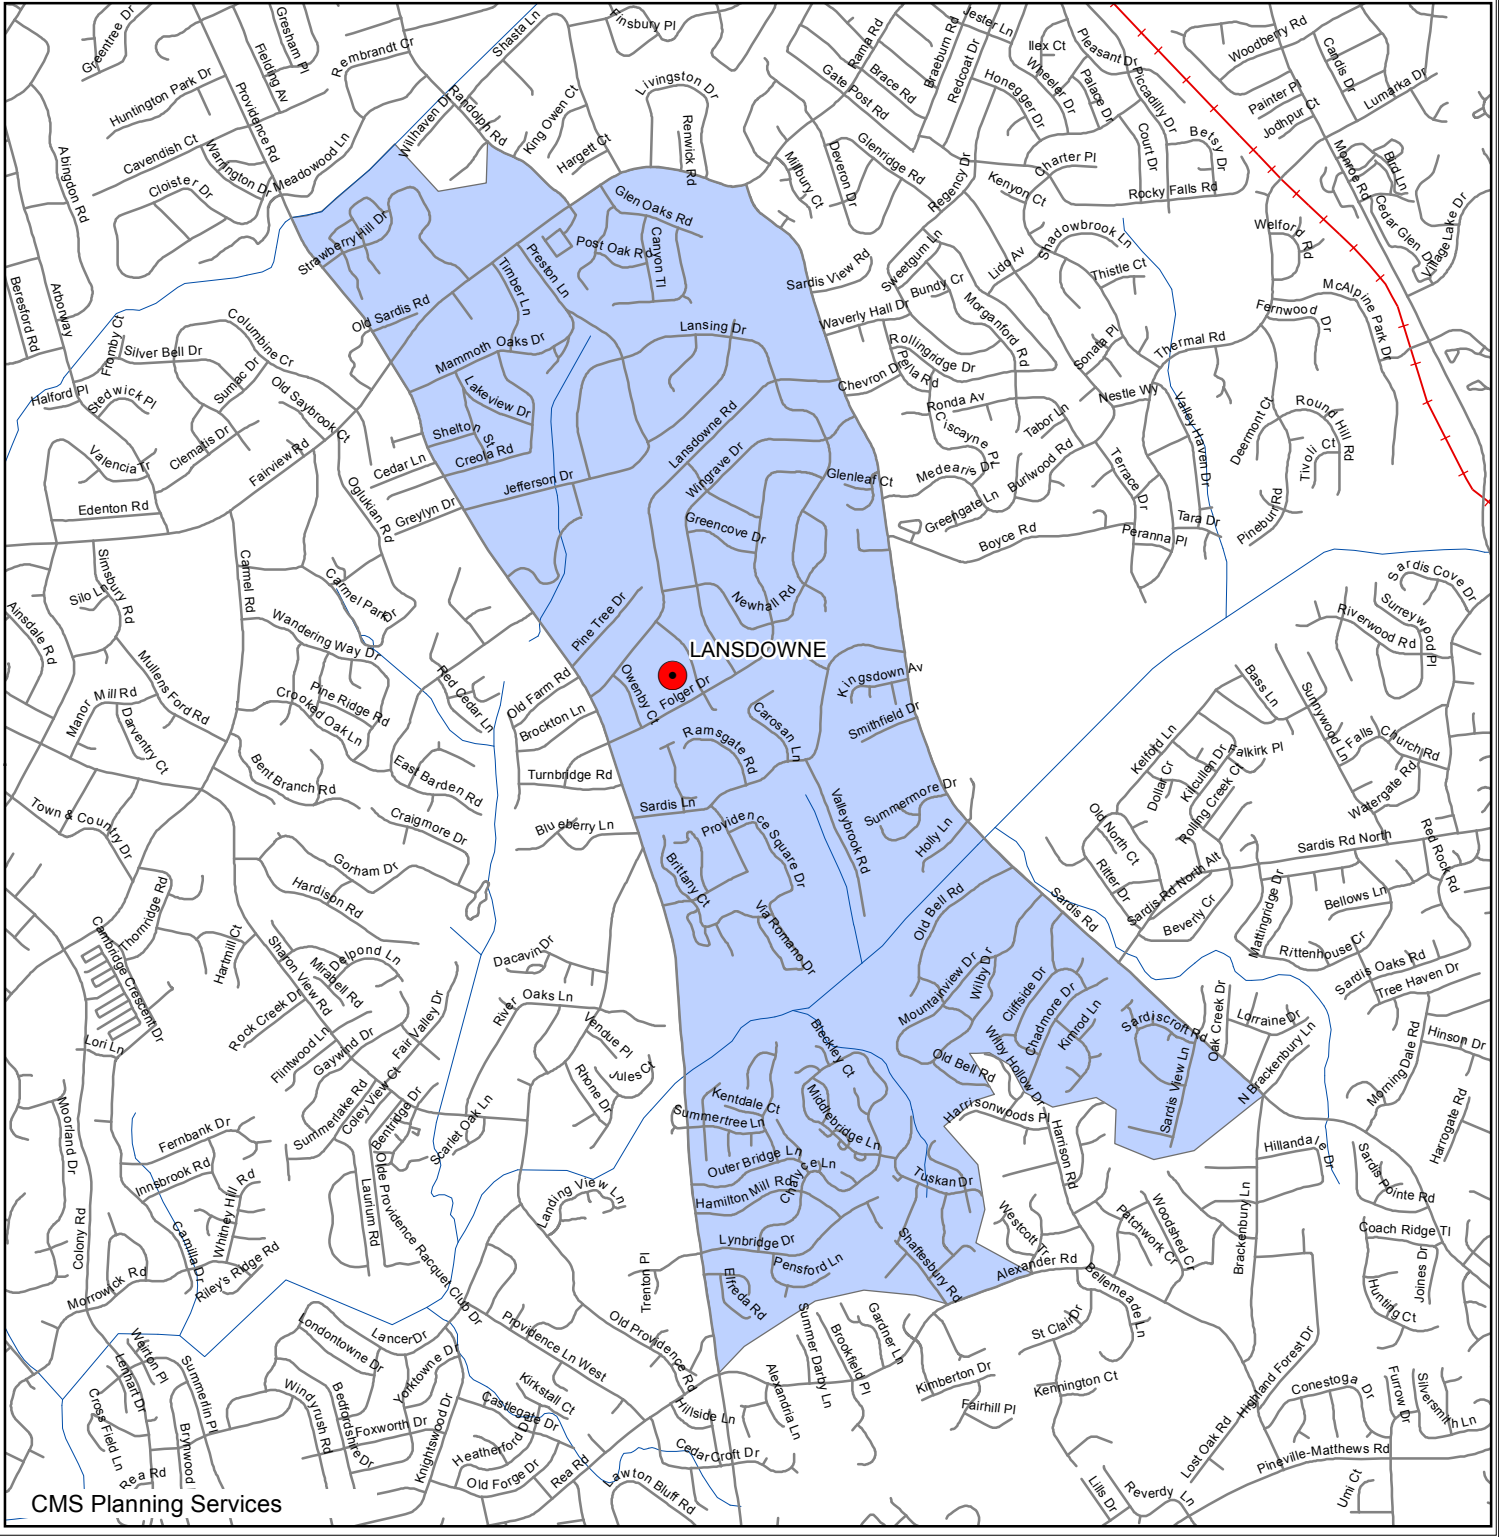 Greentree Dr
Gresham Pl
Fielding Av
Rembrandt Cr
Shasta Ln
Finsbury Pl
Rama Rd
Braeburn Rd
Jester Ln
Ilex Ct
Pleasant Dr
Woodberry Rd
Candis Dr
Huntington Park Dr
Providence Rd
Willhaven Dr
Randolph Rd
King Owen Ct
Livingston Dr
Gate Post Rd
Brace Rd
Redcoat Dr
Honegger Dr
Wheeler Dr
Palace Dr
Piccadilly Dr
Painter Pl
Jodhpur Ct
Lumarka Dr
Abingdon Rd
Cavendish Ct
Warrington Dr
Meadowood Ln
Cloister Dr
Hargett Ct
Renwick Rd
Millbury Ct
Deveron Dr
Glenridge Rd
Regency Dr
Kenyon Ct
Charter Pl
Court Dr
Betsy Dr
Rocky Falls Rd
Monroe Rd
Bird Ln
Cedar Glen Dr
Village Lake Dr
Strawberry Hill Dr
Glen Oaks Rd
Post Oak Rd
Canyon Tl
Preston Ln
Timber Ln
Old Sardis Rd
Sardis View Rd
Sweetgum Ln
Lido Av
Shadowbrook Ln
Thistle Ct
Welford Rd
McAlpine Park Dr
Beresford Rd
Arborway
Fromby Ct
Columbine Cr
Silver Bell Dr
Sumac Dr
Old Saybrook Ct
Halford Pl
Stedwick Pl
Mammoth Oaks Dr
Lansing Dr
Waverly Hall Dr
Bundy Cr
Morganford Rd
Rollingridge Dr
Pella Rd
Chevron Dr
Sonata Pl
Thermal Rd
Fernwood Dr
Valencia Tr
Clematis Dr
Fairview Rd
Edenton Rd
Cedar Ln
Oglukian Rd
Greylyn Dr
Lakeview Dr
Shelton St
Creola Rd
Jefferson Dr
Lansdowne Rd
Wingrave Dr
Greencove Dr
Glenleaf Ct
Ronda Av
Ciscayne Pl
Medearis Dr
Greengate Ln
Burlwood Rd
Tabor Ln
Nestle Wy
Valley Haven Dr
Terrace Dr
Tara Dr
Peranna Pl
Boyce Rd
Deermont Ct
Round Hill Rd
Tivoli Ct
Pineburr Rd
Ainsdale Rd
Simsbury Rd
Silo Ln
Carmel Rd
Carmel Park Dr
Wandering Way Dr
Mullens Ford Rd
Manor Mill Rd
Darventry Ct
Pine Ridge Rd
Crooked Oak Ln
Red Cedar Ln
Pine Tree Dr
Old Farm Rd
Brockton Ln
Turnbridge Rd
Newhall Rd
LANSDOWNE
Owenby Ct
Folger Dr
Kingsdown Av
Smithfield Dr
Carosan Ln
Ramsgate Rd
Sardis Cove Dr
Surreywood Pl
Riverwood Rd
Bass Ln
Sunnywood Ln
Falls Church Rd
Watergate Rd
Kelford Ln
Dollar Cr
Kilcullen Dr
Falkirk Pl
Rolling Creek Ct
Town & Country Dr
Bent Branch Rd
East Barden Rd
Craigmore Dr
Gorham Dr
Hardison Rd
Blueberry Ln
Sardis Ln
Providence Square Dr
Brittany Ct
Via Romano Dr
Valleybrook Rd
Summermore Dr
Holly Ln
Old Bell Rd
Sardis Rd
Old North Ct
Ritter Dr
Sardis Rd North Alt
Beverly Cr
Mattingridge Dr
Sardis Rd North
Red Rock Rd
Bellows Ln
Rittenhouse Cr
Sardis Oaks Rd
Tree Haven Dr
Thornridge Rd
Cambridge Crescent Dr
Hartmill Ct
Sharon View Rd
Delpond Ln
Mirabell Rd
Rock Creek Dr
Flintwood Ln
Gaywind Dr
Fair Valley Dr
Dacavin Dr
River Oaks Ln
Vendue Pl
Jules Ct
Rhone Dr
Lori Ln
Mountainview Dr
Wilby Dr
Cliffside Dr
Chadmore Dr
Kimrod Ln
Wilby Hollow Dr
Old Bell Rd
Harrisonwoods Pl
Sardiscroft Rd
Sardis View Ln
Oak Creek Dr
Lorraine Dr
N Brackenbury Ln
Morning Dale Rd
Hinson Dr
Harrogate Rd
Moorland Dr
Fernbank Dr
Innsbrook Rd
Whitney Hill Rd
Summerlake Rd
Coley View Ct
Bentridge Dr
Scarlet Oak Ln
Laurium Rd
Olde Providence Racquet Club Dr
Landing View Ln
Bleckley Ct
Kentdale Ct
Summertree Ln
Middlebridge Ln
Outer Bridge Ln
Hamilton Mill Rd
Chalyce Ln
Tuskan Dr
Lynbridge Dr
Pensford Ln
Elfreda Rd
Shaftesbury Rd
Harrison Rd
Westcott Tr
Alexander Rd
Patchwork Cr
Woodshed Cr
Brackenbury Ln
Hillandale Dr
Sardis Pointe Rd
Coach Ridge Tl
Joines Dr
Hunting Ct
Colony Rd
Morrowick Rd
Camilla Dr
Riley's Ridge Rd
Trenton Pl
Bellemeade Ln
St Clair Dr
Kennington Ct
Highland Forest Dr
Londontowne Dr
Lancer Dr
Yorktowne Dr
Providence Ln West
Old Providence Rd
Summer Darby Ln
Brookfield Pl
Gardner Ln
Kimberton Dr
Fairhill Pl
Alexandria Ln
Weirton Pl
Lenhart Dr
Summerlin Pl
Cross Field Ln
Brynwood
Rea Rd
Windyrush Rd
Bedfordshire Dr
Foxworth Dr
Knightswood Dr
Castlegate Dr
Kirkstall Ct
Heatherford Dr
Old Forge Dr
Rea Rd
Hillside Ln
Cedar Croft Dr
Lawton Bluff Rd
Conestoga Dr
Furrow Dr
Silversmith Ln
Lost Oak Rd
Pineville-Matthews Rd
Lills Dr
Reverdy Ln
Umi Ct
CMS Planning Services